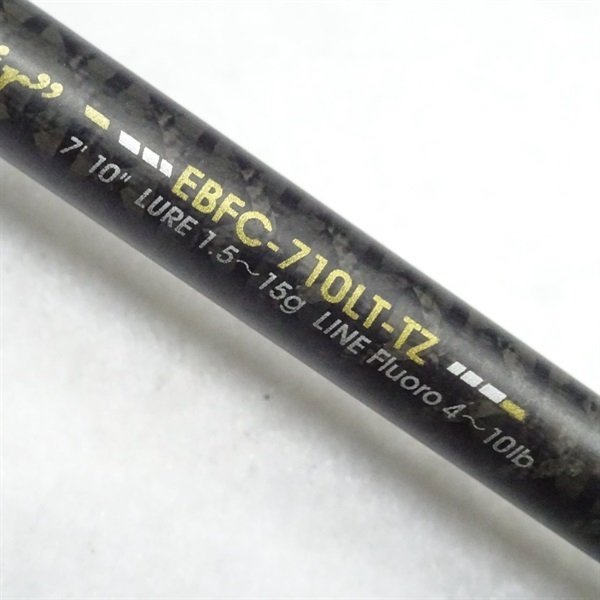 EBFC-710LT-TZ
7'10" LURE 1.5~15g LINE Fluoro 4~10lb